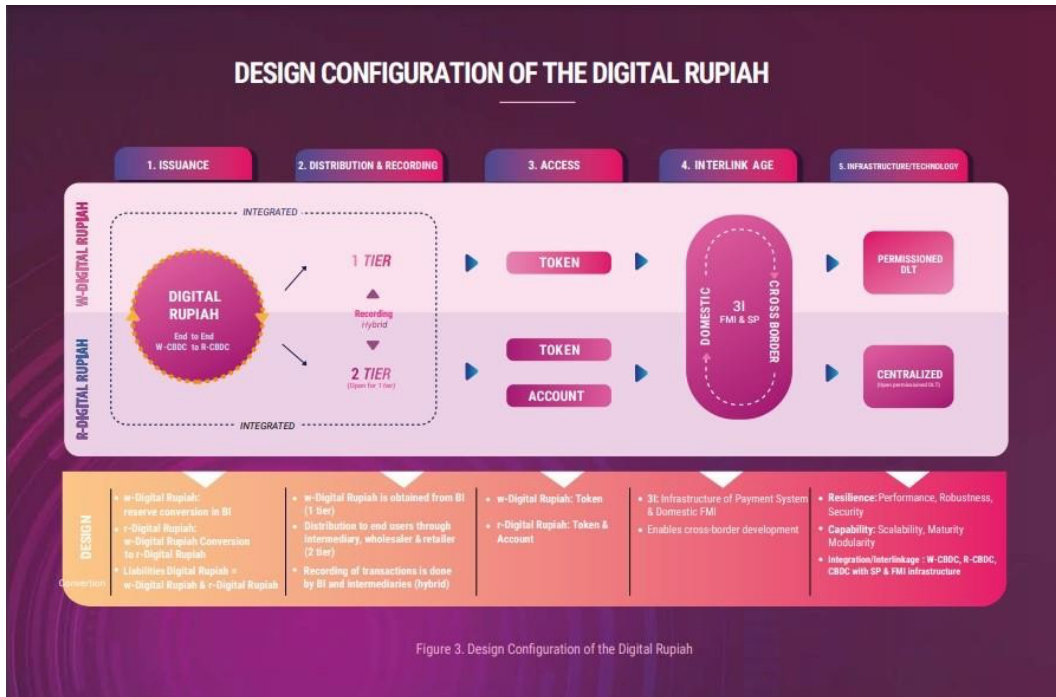 DESIGN CONFIGURATION OF THE DIGITAL RUPIAH
1. ISSUANCE
2. DISTRIBUTION & RECORDING
3. ACCESS
4. INTERLINK AGE
5. INFRASTRUCTURE/TECHNOLOGY
W-DIGITAL RUPIAH
R-DIGITAL RUPIAH
INTEGRATED
DIGITAL
RUPIAH
End to End
W-CBDC to R-CBDC
INTEGRATED
1 TIER
Recording
Hybrid
2 TIER
(Open for 1 tier)
TOKEN
TOKEN
ACCOUNT
DOMESTIC
3I
FMI & SP
CROSS BORDER
PERMISSIONED
DLT
CENTRALIZED
(Open permissioned DLT)
DESIGN
Convertion
• w-Digital Rupiah:
reserve conversion in BI
• r-Digital Rupiah:
w-Digital Rupiah Conversion
to r-Digital Rupiah
• Liabilities Digital Rupiah =
w-Digital Rupiah & r-Digital Rupiah
• w-Digital Rupiah is obtained from BI
(1 tier)
• Distribution to end users through
intermediary, wholesaler & retailer
(2 tier)
• Recording of transactions is done
by BI and intermediaries (hybrid)
• w-Digital Rupiah: Token
• r-Digital Rupiah: Token &
Account
• 3I: Infrastructure of Payment System
& Domestic FMI
• Enables cross-border development
• Resilience: Performance, Robustness,
Security
• Capability: Scalability, Maturity
Modularity
• Integration/Interlinkage : W-CBDC, R-CBDC,
CBDC with SP & FMI infrastructure
Figure 3. Design Configuration of the Digital Rupiah